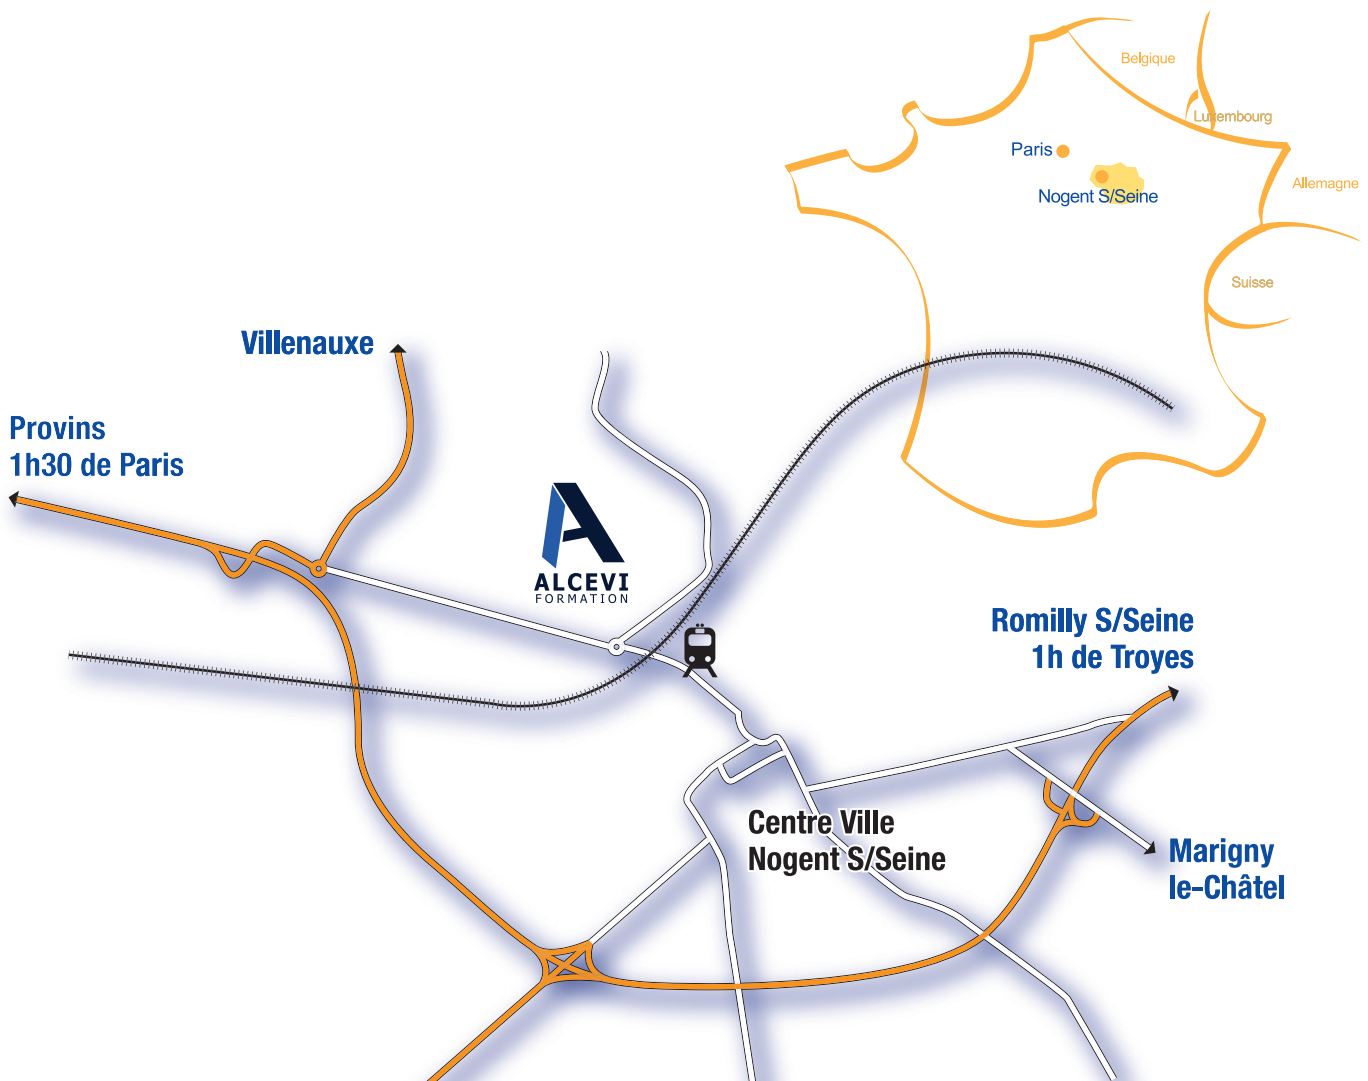 Belgique
Luxembourg
Paris
Allemagne
Nogent S/Seine
Suisse
Villenauxe
Provins
1h30 de Paris
ALCEVI
FORMATION
Romilly S/Seine
1h de Troyes
Centre Ville
Nogent S/Seine
Marigny
le-Châtel